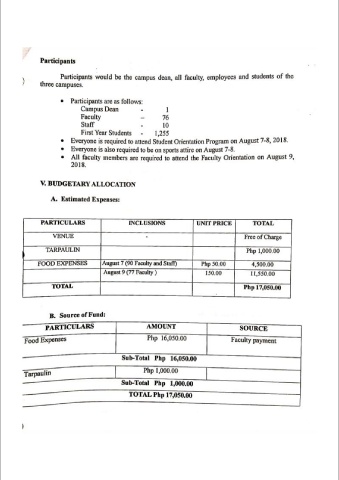 Participants
Participants would be the campus dean, all faculty, employees and students of the
three campuses.
• Participants are as follows:
Campus Dean - 1
Faculty - 76
Staff - 10
First Year Students - 1,255
• Everyone is required to attend Student Orientation Program on August 7-8, 2018.
• Everyone is also required to be on sports attire on August 7-8.
• All faculty members are required to attend the Faculty Orientation on August 9,
2018.
V. BUDGETARY ALLOCATION
A. Estimated Expenses:
PARTICULARS INCLUSIONS UNIT PRICE TOTAL
VENUE - Free of Charge
TARPAULIN Php 1,000.00
FOOD EXPENSES August 7 (90 Faculty and Staff) Php 50.00 4,500.00
August 9 (77 Faculty ) 150.00 11,550.00
TOTAL Php 17,050.00
B. Source of Fund:
PARTICULARS AMOUNT SOURCE
Food Expenses Php 16,050.00 Faculty payment
Sub-Total Php 16,050.00
Tarpaulin Php 1,000.00
Sub-Total Php 1,000.00
TOTAL Php 17,050.00